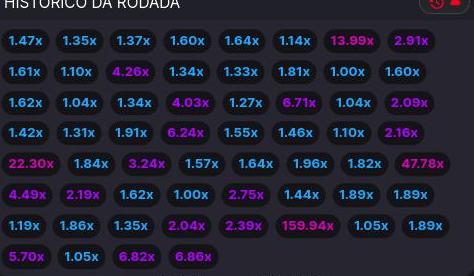 HISTÓRICO DA RODADA
1.47x 1.35x 1.37x 1.60x 1.64x 1.14x 13.99x 2.91x
1.61x 1.10x 4.26x 1.34x 1.33x 1.81x 1.00x 1.60x
1.62x 1.04x 1.34x 4.03x 1.27x 6.71x 1.04x 2.09x
1.42x 1.31x 1.91x 6.24x 1.55x 1.46x 1.10x 2.16x
22.30x 1.84x 3.24x 1.57x 1.64x 1.96x 1.82x 47.78x
4.49x 2.19x 1.62x 1.00x 2.75x 1.44x 1.89x 1.89x
1.19x 1.86x 1.35x 2.04x 2.39x 159.94x 1.05x 1.89x
5.70x 1.05x 6.82x 6.86x